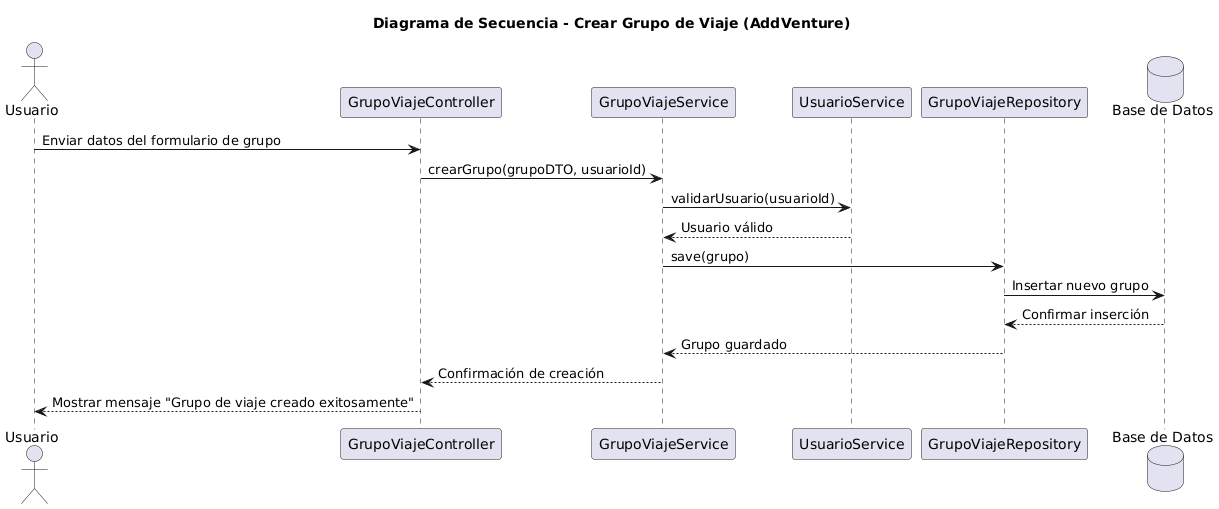 Diagrama de Secuencia - Crear Grupo de Viaje (AddVenture)
Usuario
GrupoViajeController
GrupoViajeService
UsuarioService
GrupoViajeRepository
Base de Datos
Enviar datos del formulario de grupo
crearGrupo(grupoDTO, usuarioId)
validarUsuario(usuarioId)
Usuario válido
save(grupo)
Insertar nuevo grupo
Confirmar inserción
Grupo guardado
Confirmación de creación
Mostrar mensaje "Grupo de viaje creado exitosamente"
Usuario
GrupoViajeController
GrupoViajeService
UsuarioService
GrupoViajeRepository
Base de Datos